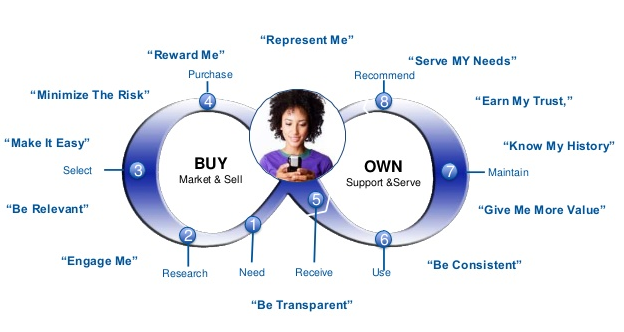 “Represent Me”
“Reward Me”
“Serve MY Needs”
Purchase
Recommend
“Minimize The Risk”
“Earn My Trust,”
4
8
“Make It Easy”
“Know My History”
BUY
Market & Sell
OWN
Support &Serve
Select
3
7
Maintain
“Be Relevant”
“Give Me More Value”
5
1
2
6
“Engage Me”
Research
Need
Receive
Use
“Be Consistent”
“Be Transparent”